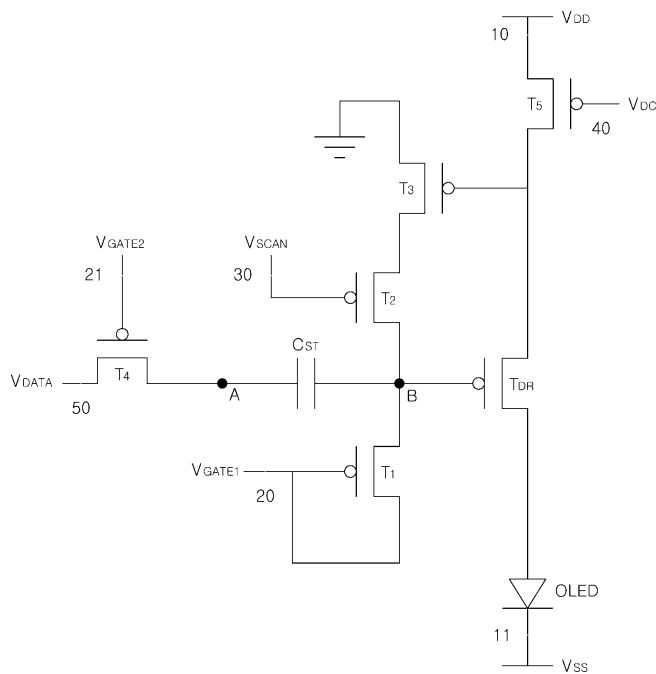 VDD
10
T5
VDC
40
T3
VGATE2
VSCAN
21
30
T2
CST
VDATA
T4
A
B
TDR
50
VGATE1
T1
20
OLED
11
VSS